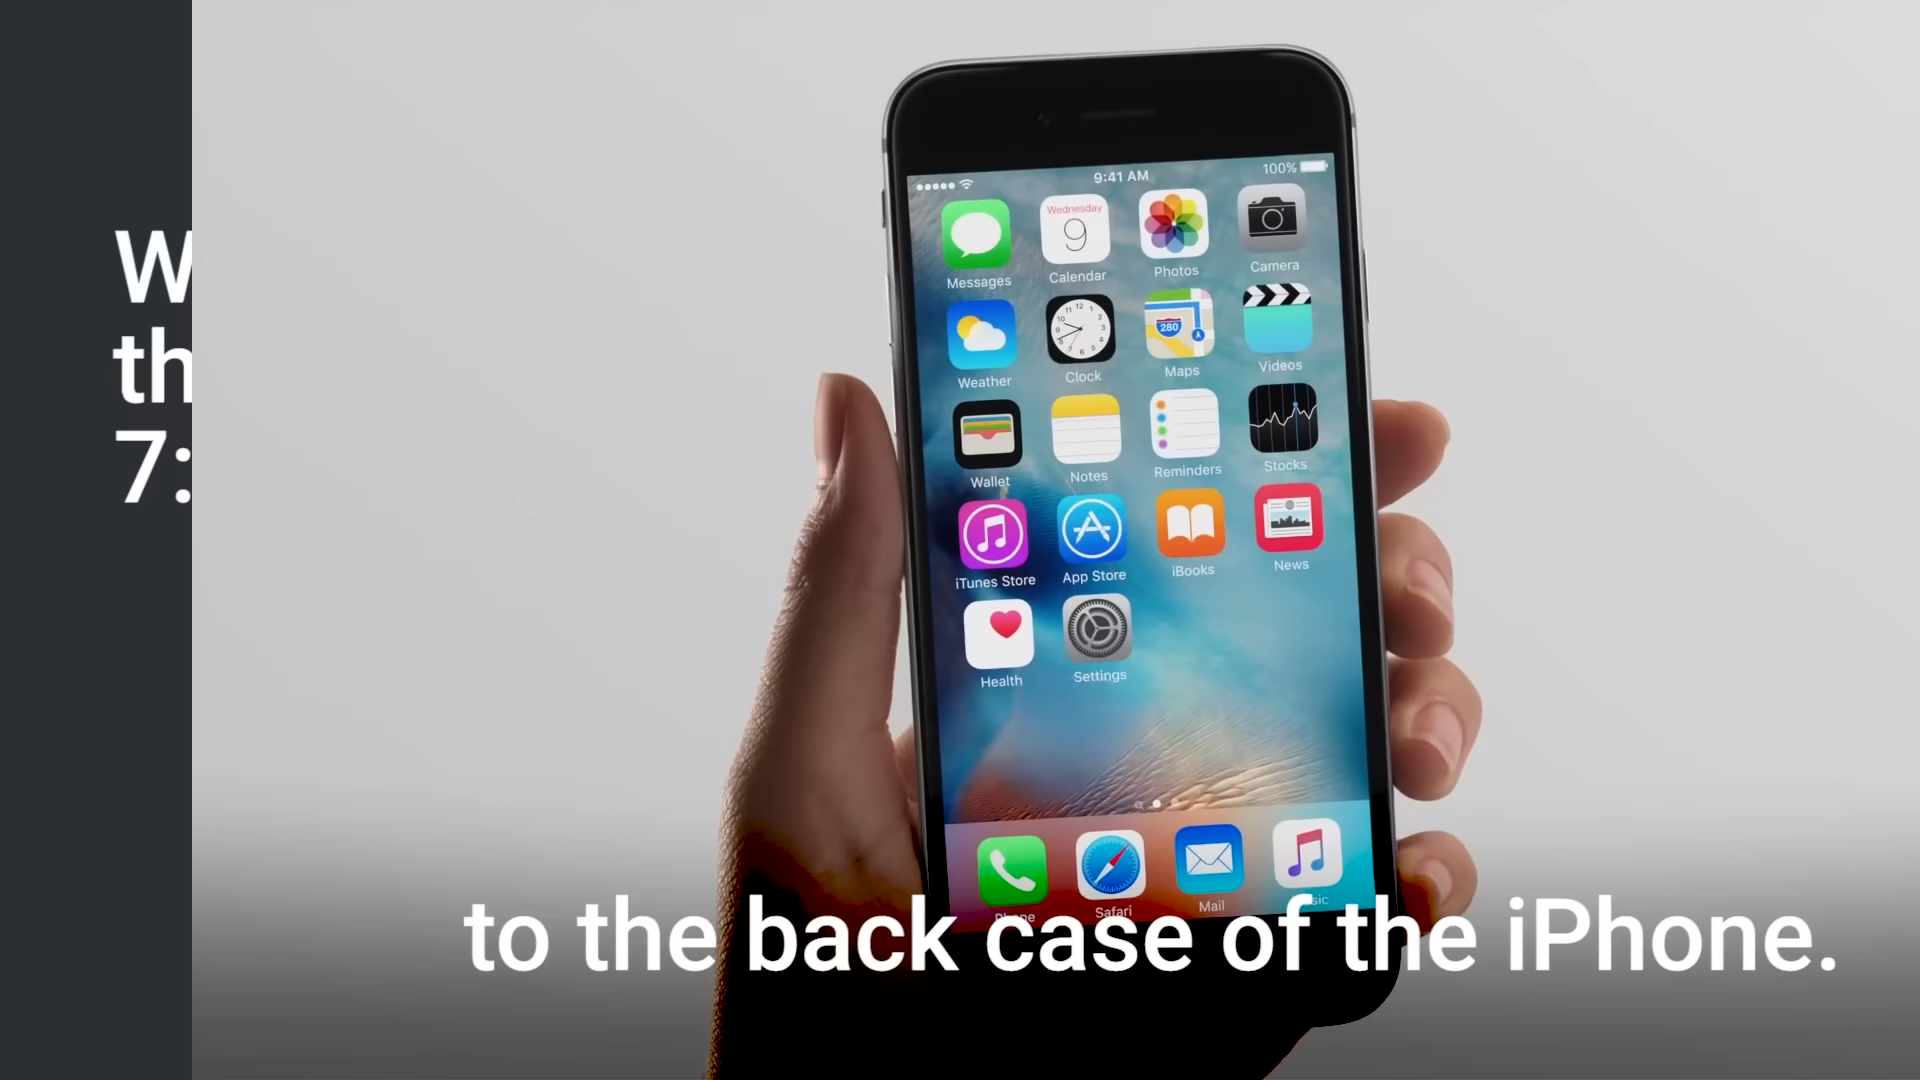 W
th
7:
9:41 AM
100%
Wednesday
9
Messages
Calendar
Photos
Camera
280
A
Weather
Clock
Maps
Videos
Wallet
Notes
Reminders
Stocks
iTunes Store
App Store
iBooks
News
Health
Settings
Phone
Safari
Mail
to the back case of the iPhone.